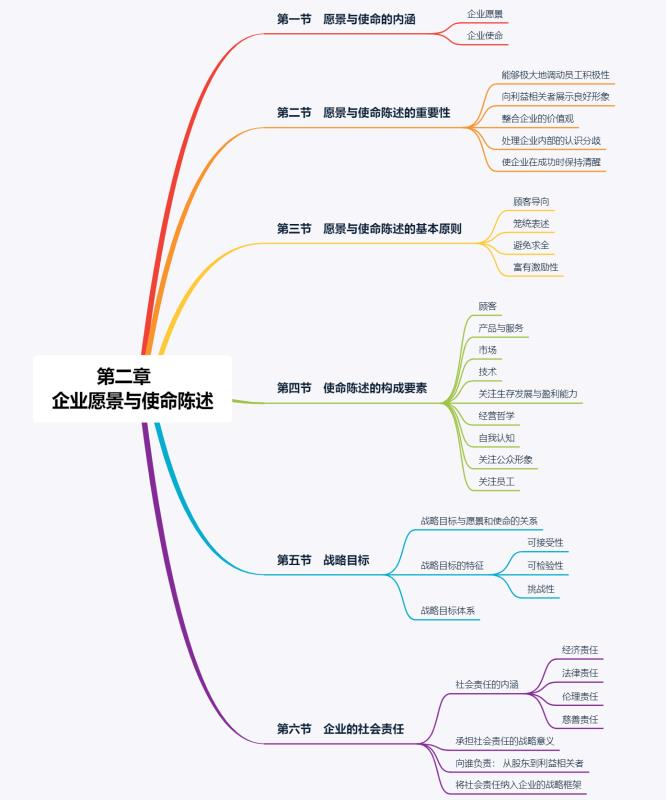 第二章
企业愿景与使命陈述
第一节 愿景与使命的内涵
企业愿景
企业使命
第二节 愿景与使命陈述的重要性
能够极大地调动员工积极性
向利益相关者展示良好形象
整合企业的价值观
处理企业内部的认识分歧
使企业在成功时保持清醒
第三节 愿景与使命陈述的基本原则
顾客导向
笼统表述
避免求全
富有激励性
第四节 使命陈述的构成要素
顾客
产品与服务
市场
技术
关注生存发展与盈利能力
经营哲学
自我认知
关注公众形象
关注员工
第五节 战略目标
战略目标与愿景和使命的关系
战略目标的特征
可接受性
可检验性
挑战性
战略目标体系
第六节 企业的社会责任
社会责任的内涵
经济责任
法律责任
伦理责任
慈善责任
承担社会责任的战略意义
向谁负责： 从股东到利益相关者
将社会责任纳入企业的战略框架